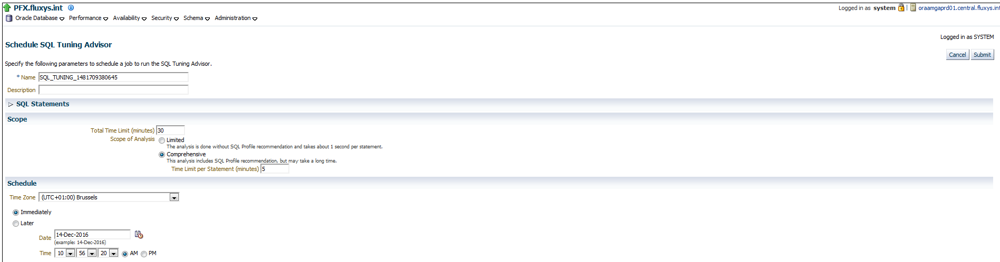 PFX.fluxys.int
Logged in as system | oraamgaprd01.central.fluxys.int
Oracle Database Performance Availability Security Schema Administration
Logged in as SYSTEM
Schedule SQL Tuning Advisor
Cancel Submit
Specify the following parameters to schedule a job to run the SQL Tuning Advisor.
* Name SQL_TUNING_1481709380645
Description
SQL Statements
Scope
Total Time Limit (minutes) 30
Scope of Analysis Limited
The analysis is done without SQL Profile recommendation and takes about 1 second per statement.
Comprehensive
This analysis includes SQL Profile recommendation, but may take a long time.
Time Limit per Statement (minutes) 5
Schedule
Time Zone (UTC+01:00) Brussels
Immediately
Later
Date 14-Dec-2016
(example: 14-Dec-2016)
Time 10 56 20 AM PM